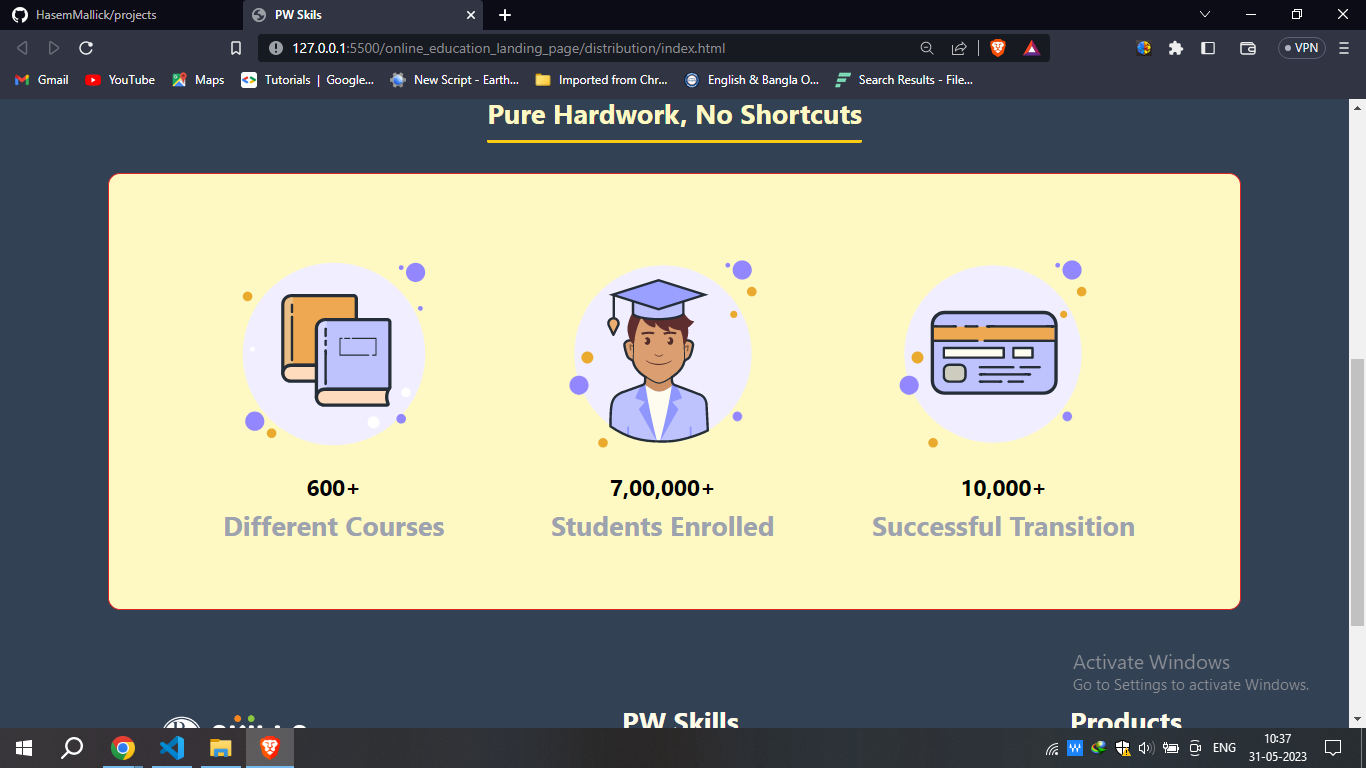 HasemMallick/projects
PW Skils
127.0.0.1:5500/online_education_landing_page/distribution/index.html
VPN
Gmail
YouTube
Maps
Tutorials | Google...
New Script - Earth...
Imported from Chr...
English & Bangla O...
Search Results - File...
Pure Hardwork, No Shortcuts
600+
Different Courses
7,00,000+
Students Enrolled
10,000+
Successful Transition
Activate Windows
Go to Settings to activate Windows.
PW Skills
Products
ENG
10:37
31-05-2023